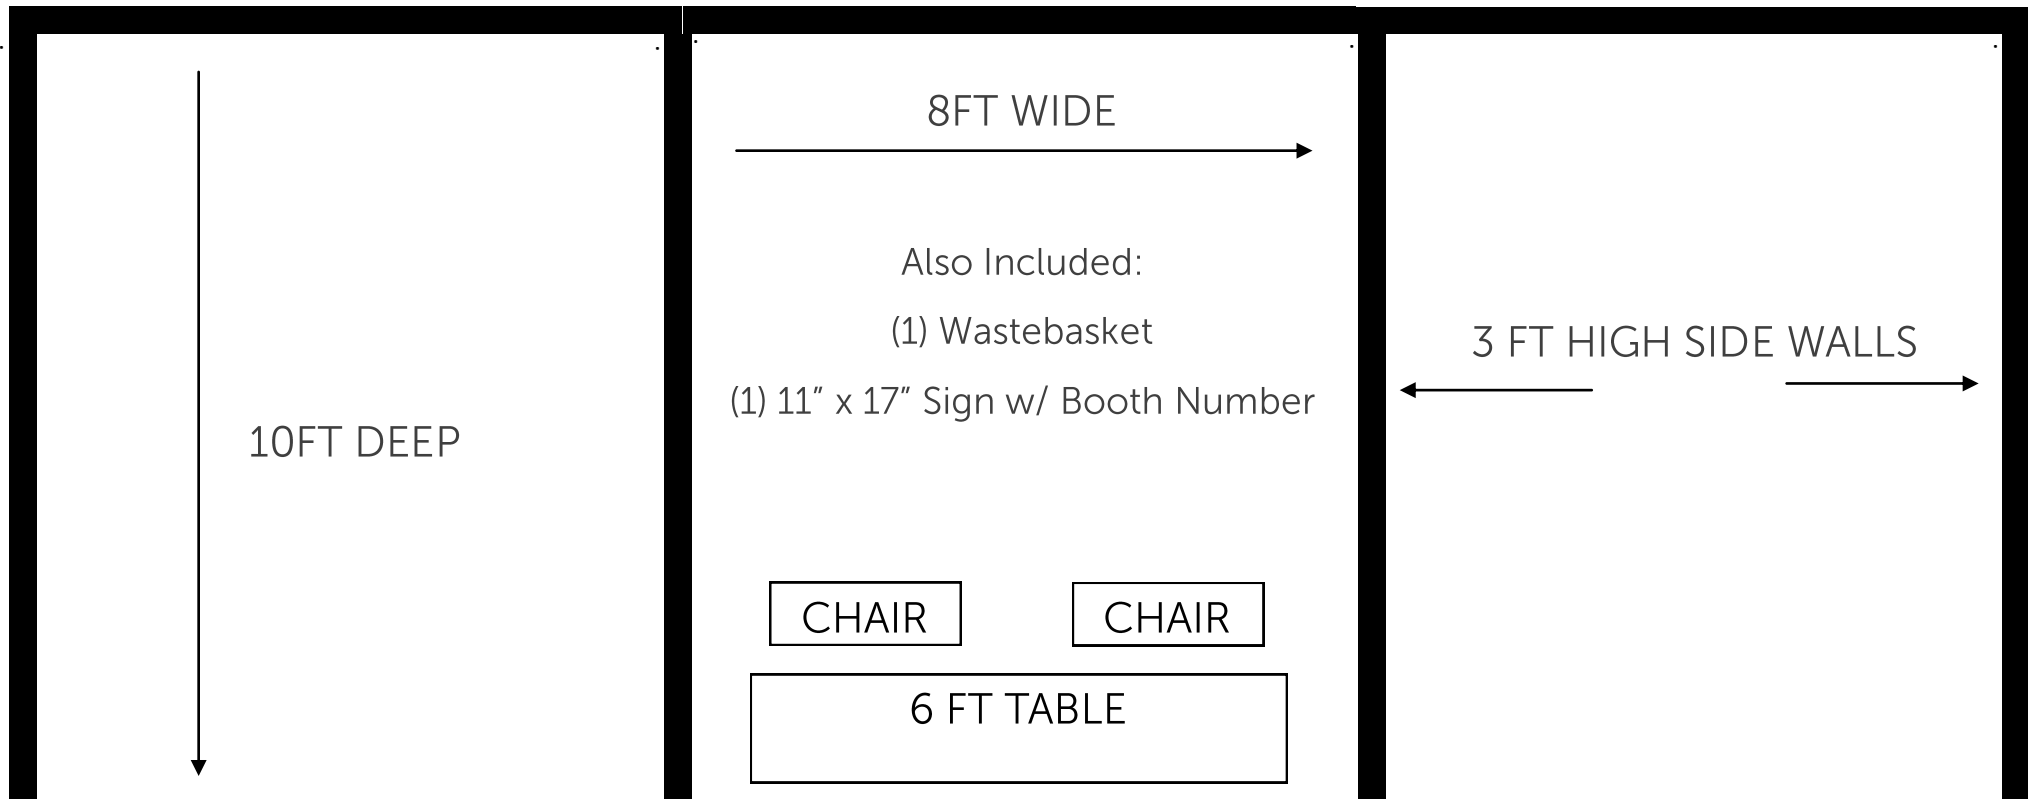 8FT WIDE
Also Included:
(1) Wastebasket
(1) 11” x 17” Sign w/ Booth Number
10FT DEEP
3 FT HIGH SIDE WALLS
CHAIR
CHAIR
6 FT TABLE